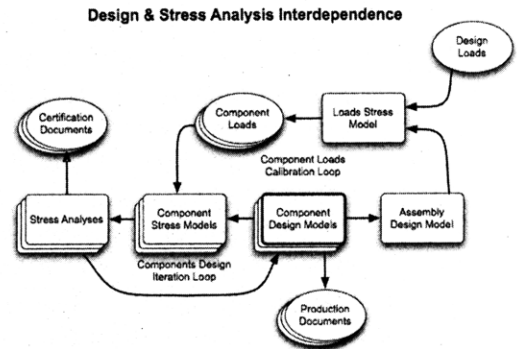 Design & Stress Analysis Interdependence
Design
Loads
Certification
Documents
Component
Loads
Loads Stress
Model
Component Loads
Calibration Loop
Stress Analyses
Component
Stress Models
Component
Design Models
Assembly
Design Model
Components Design
Iteration Loop
Production
Documents